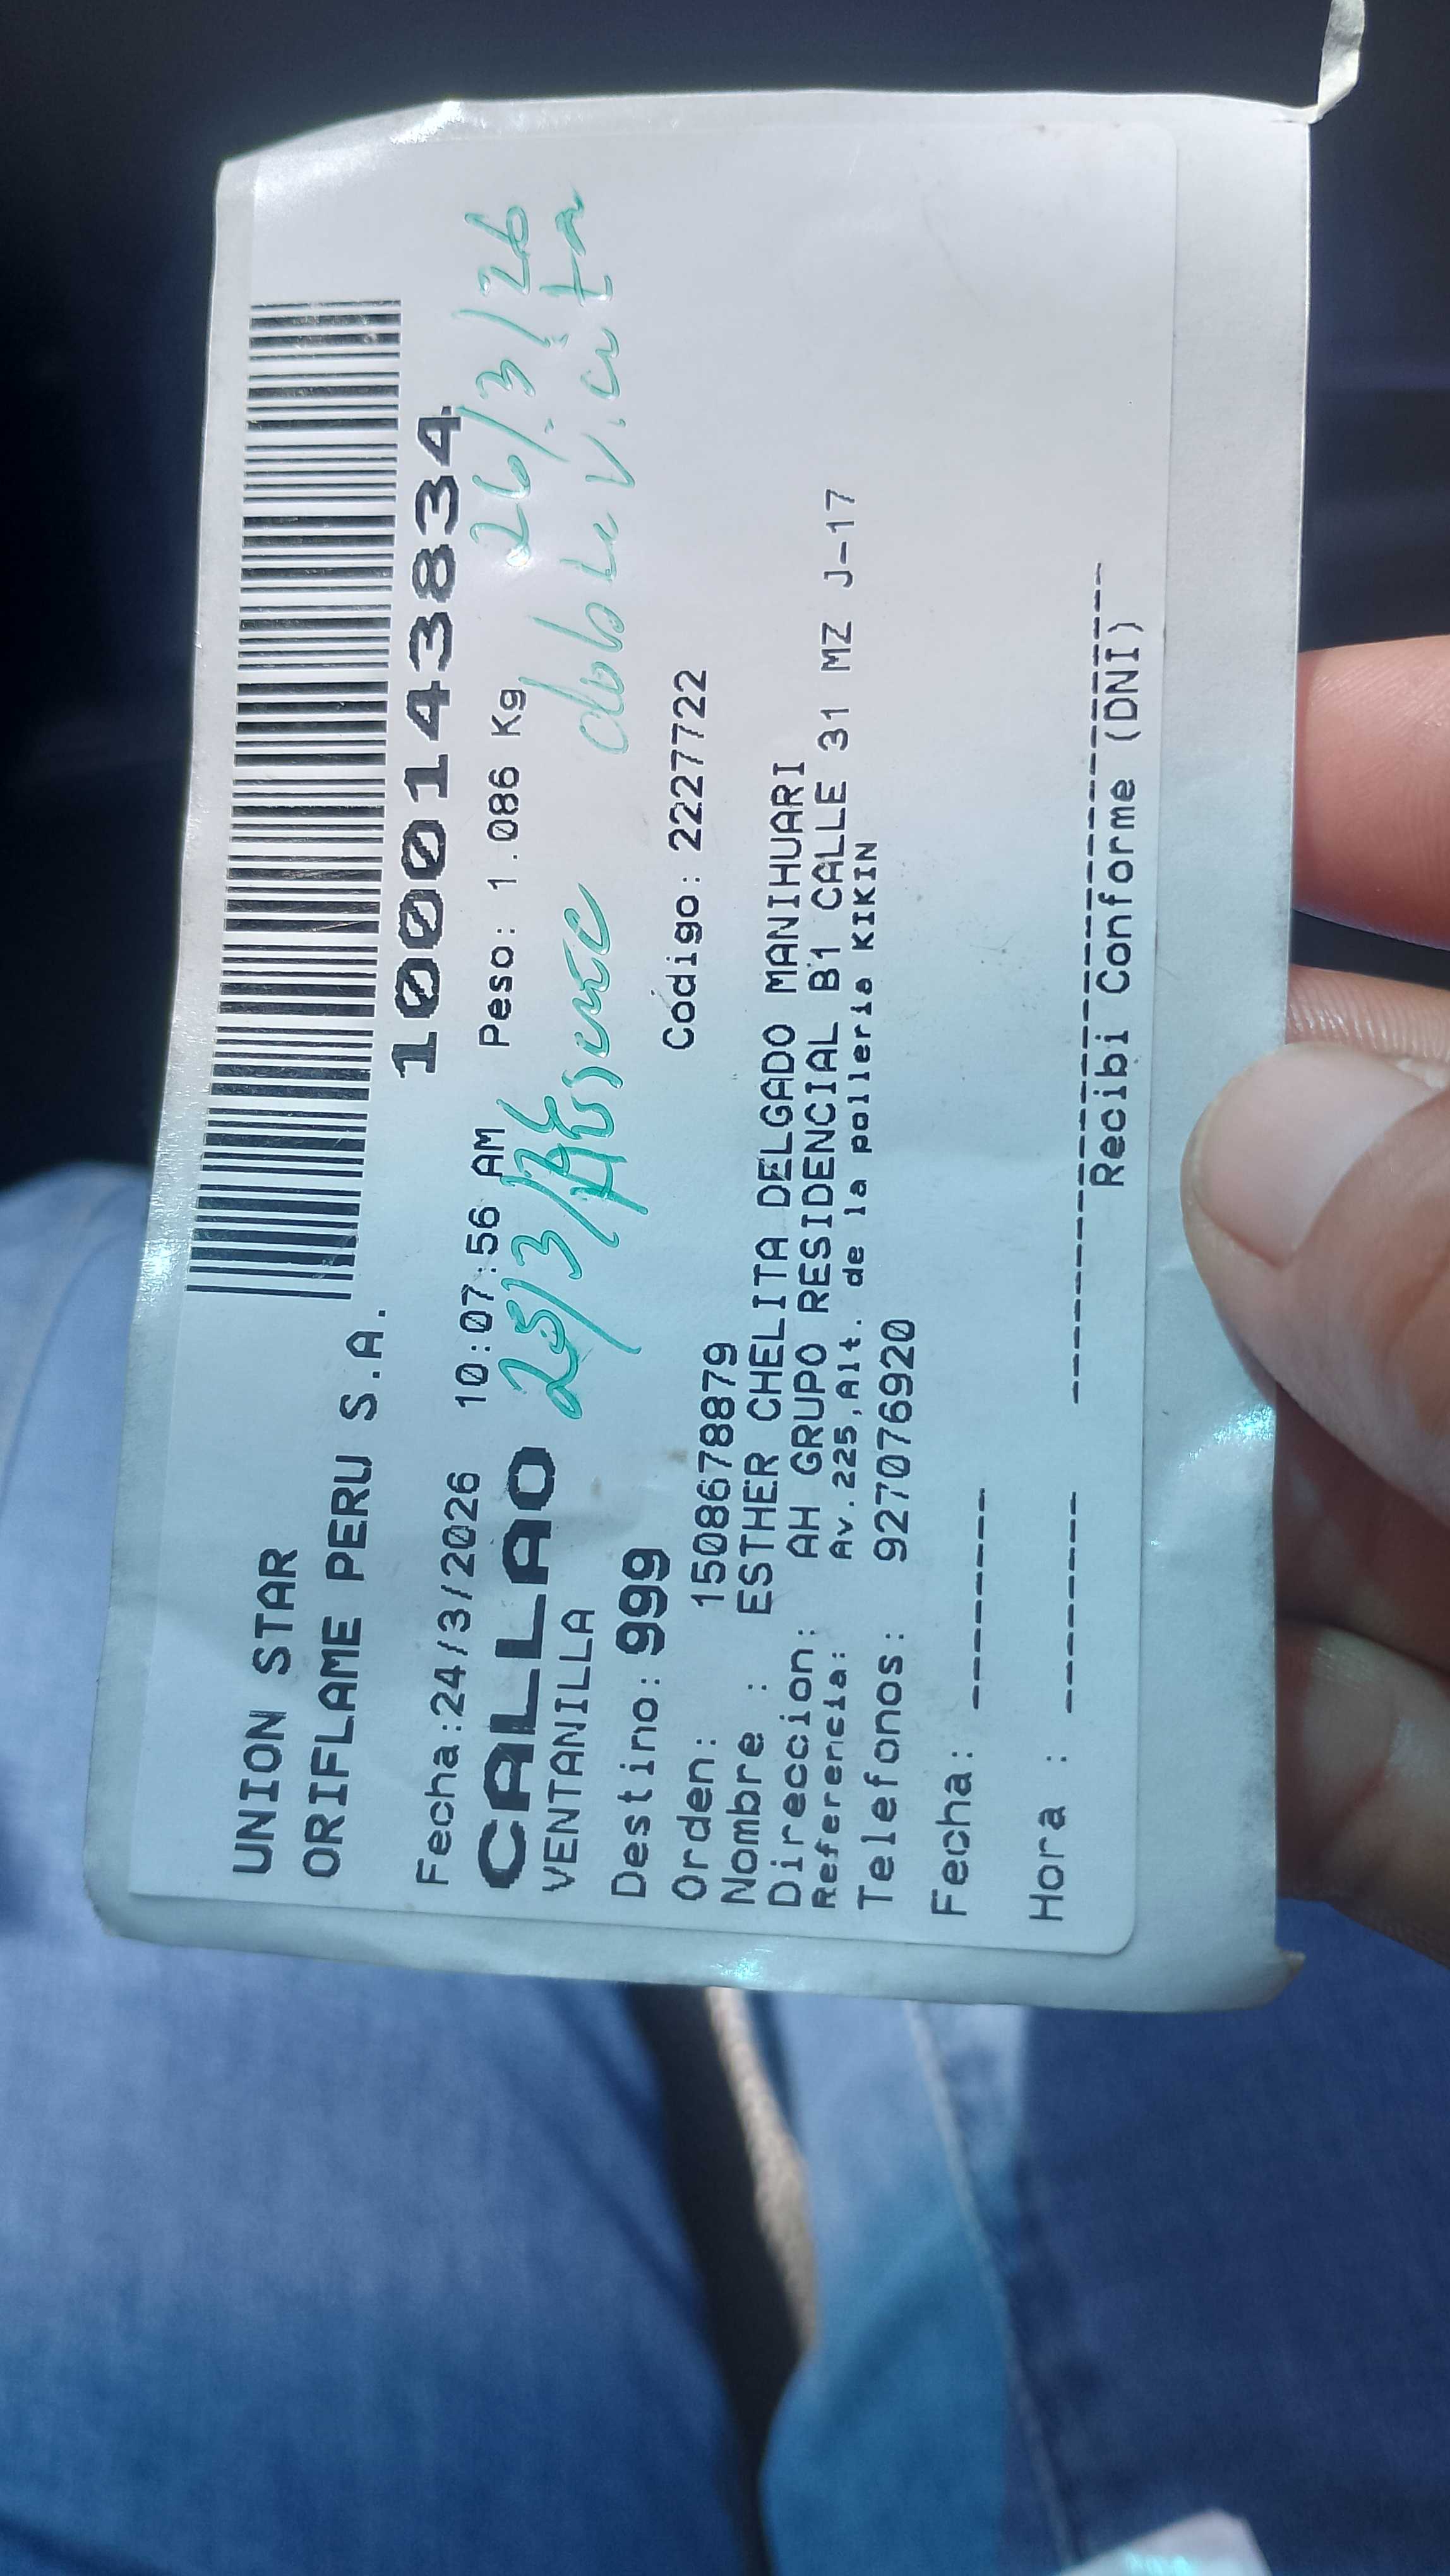 UNION STAR
ORIFLAME PERU S.A.
1000143834
Fecha:24/3/2026 10:07:56 AM Peso: 1.086 Kg 26/3/26
CALLAO 25/3/26 Ausente doble visita
VENTANILLA
Destino: 999 Código: 2227722
Orden: 1508678879
Nombre : ESTHER CHELITA DELGADO MANIHUARI
Direccion: AH GRUPO RESIDENCIAL B1 CALLE 31 MZ J-17
Referencia: Av.225,Alt. de la polleria KIKIN
Telefonos: 927076920
Fecha: -------
Hora : -------
Recibi Conforme (DNI)